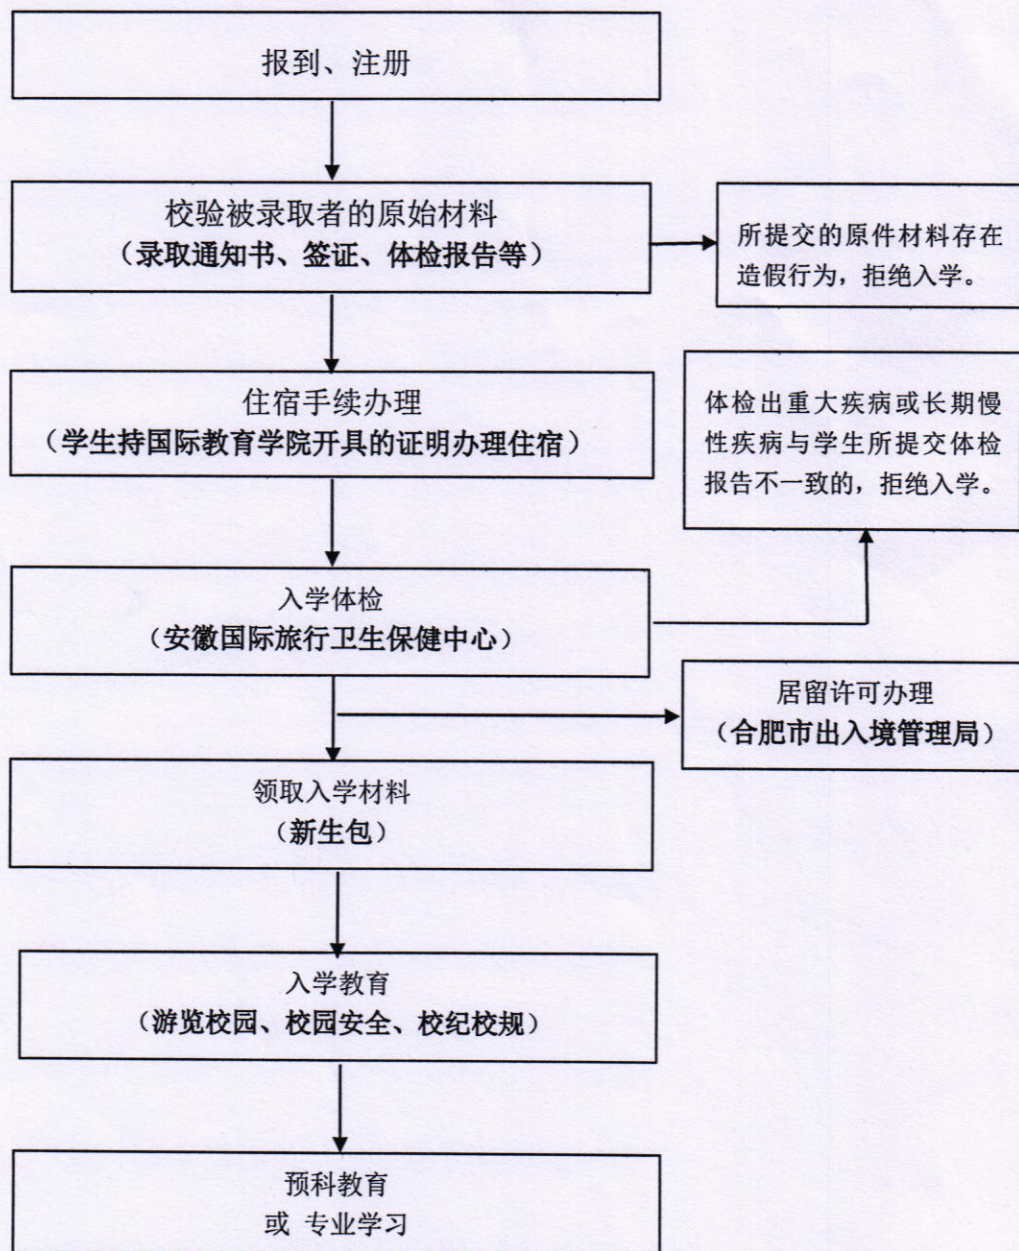 报到、注册
校验被录取者的原始材料
（录取通知书、签证、体检报告等）
所提交的原件材料存在
造假行为，拒绝入学。
住宿手续办理
（学生持国际教育学院开具的证明办理住宿）
体检出重大疾病或长期慢
性疾病与学生所提交体检
报告不一致的，拒绝入学。
入学体检
（安徽国际旅行卫生保健中心）
居留许可办理
（合肥市出入境管理局）
领取入学材料
（新生包）
入学教育
（游览校园、校园安全、校纪校规）
预科教育
或 专业学习